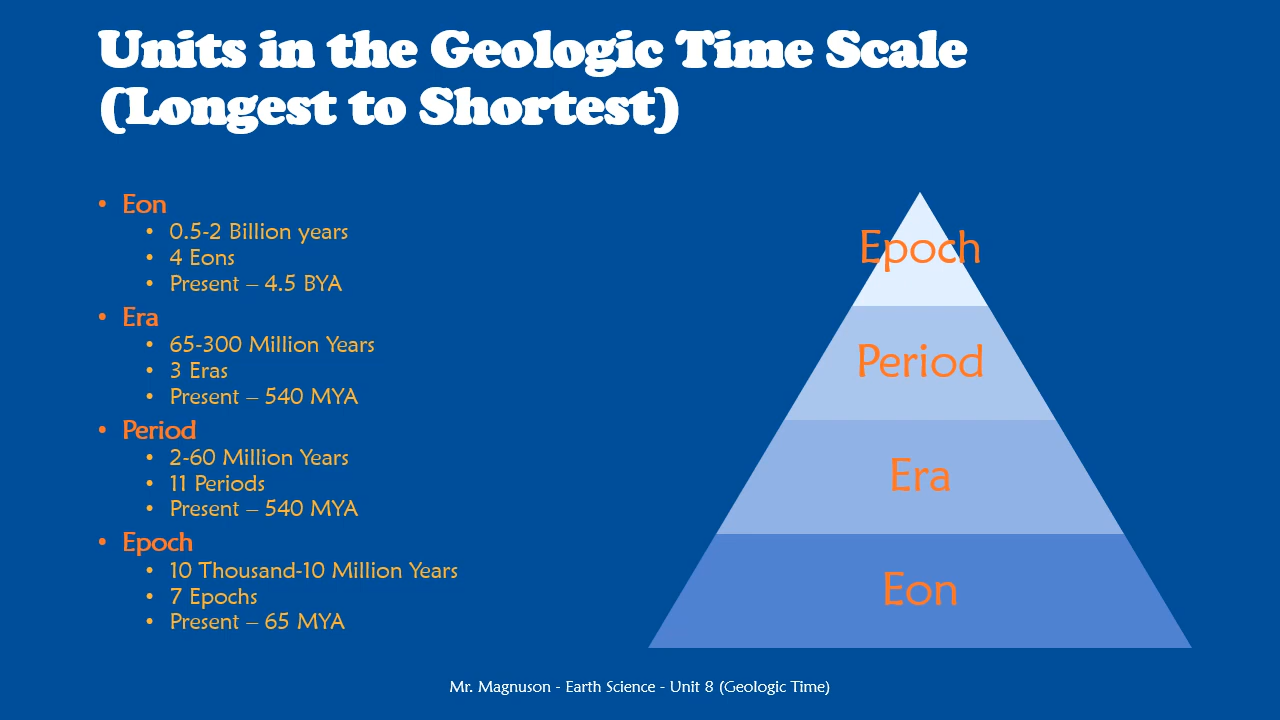 Units in the Geologic Time Scale
(Longest to Shortest)
• Eon
• 0.5-2 Billion years
• 4 Eons
• Present – 4.5 BYA
• Era
• 65-300 Million Years
• 3 Eras
• Present – 540 MYA
• Period
• 2-60 Million Years
• 11 Periods
• Present – 540 MYA
• Epoch
• 10 Thousand-10 Million Years
• 7 Epochs
• Present – 65 MYA
Epoch
Period
Era
Eon
Mr. Magnuson - Earth Science - Unit 8 (Geologic Time)